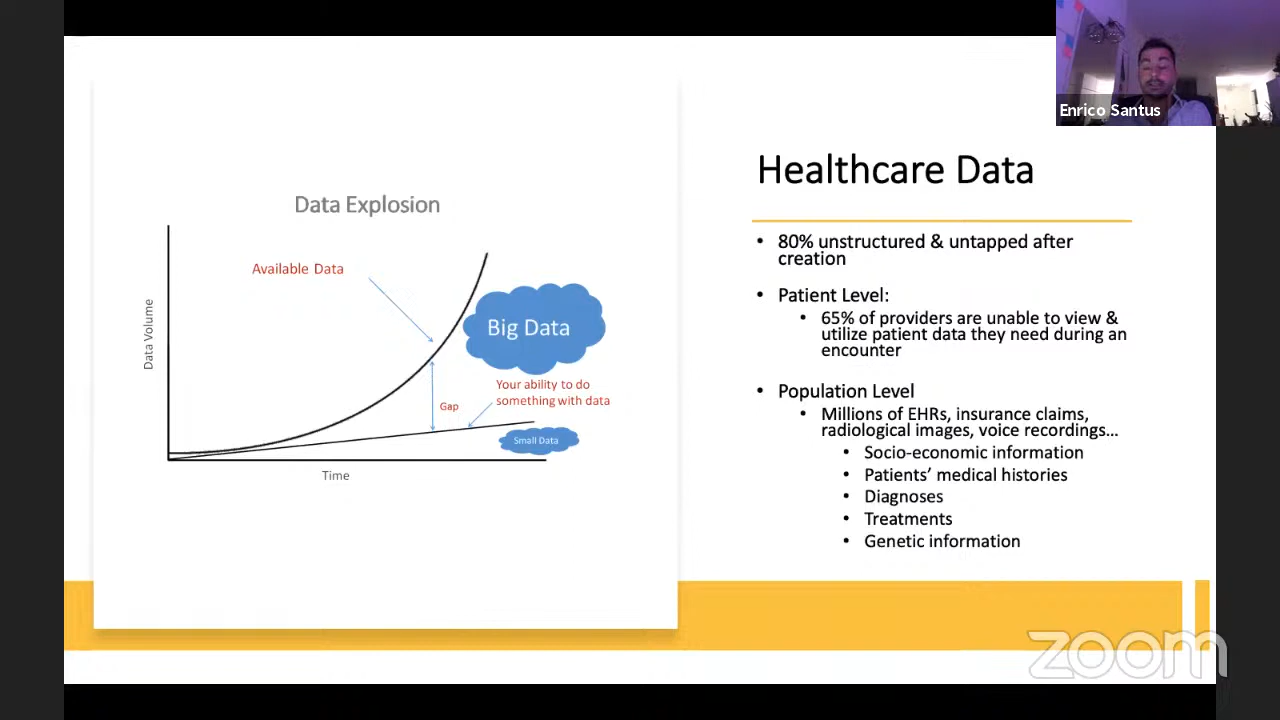 Enrico Santus
Healthcare Data
Data Explosion
Available Data
Big Data
Data Volume
Your ability to do
something with data
Gap
Small Data
Time
• 80% unstructured & untapped after
creation
• Patient Level:
• 65% of providers are unable to view &
utilize patient data they need during an
encounter
• Population Level
• Millions of EHRs, insurance claims,
radiological images, voice recordings...
• Socio-economic information
• Patients’ medical histories
• Diagnoses
• Treatments
• Genetic information
zoom